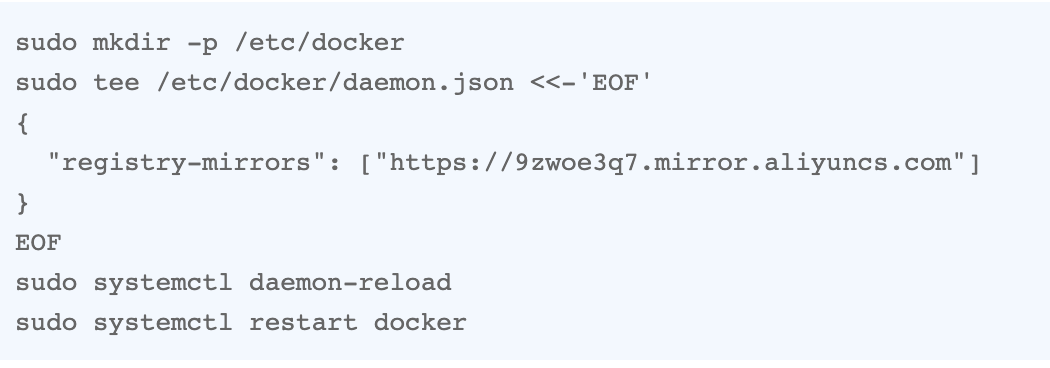 sudo mkdir -p /etc/docker
sudo tee /etc/docker/daemon.json <<-'EOF'
{
  "registry-mirrors": ["https://9zwoe3q7.mirror.aliyuncs.com"]
}
EOF
sudo systemctl daemon-reload
sudo systemctl restart docker